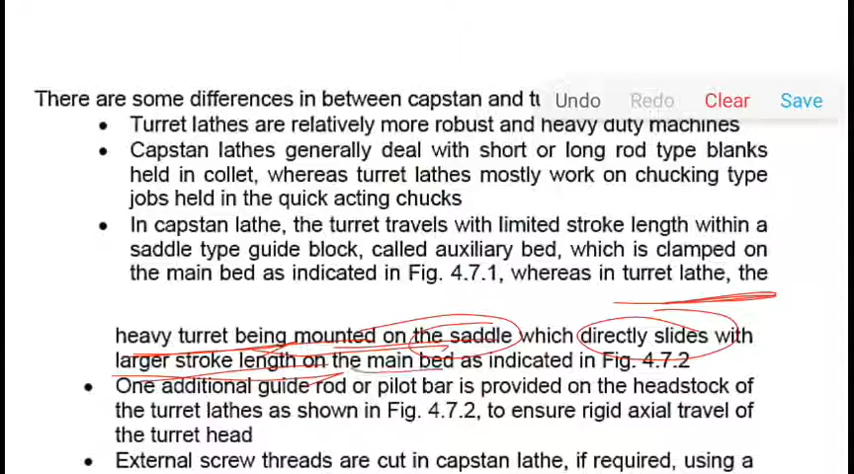 There are some differences in between capstan and tu
Undo Redo Clear Save
• Turret lathes are relatively more robust and heavy duty machines
• Capstan lathes generally deal with short or long rod type blanks
held in collet, whereas turret lathes mostly work on chucking type
jobs held in the quick acting chucks
• In capstan lathe, the turret travels with limited stroke length within a
saddle type guide block, called auxiliary bed, which is clamped on
the main bed as indicated in Fig. 4.7.1, whereas in turret lathe, the
heavy turret being mounted on the saddle which directly slides with
larger stroke length on the main bed as indicated in Fig. 4.7.2
• One additional guide rod or pilot bar is provided on the headstock of
the turret lathes as shown in Fig. 4.7.2, to ensure rigid axial travel of
the turret head
• External screw threads are cut in capstan lathe, if required, using a